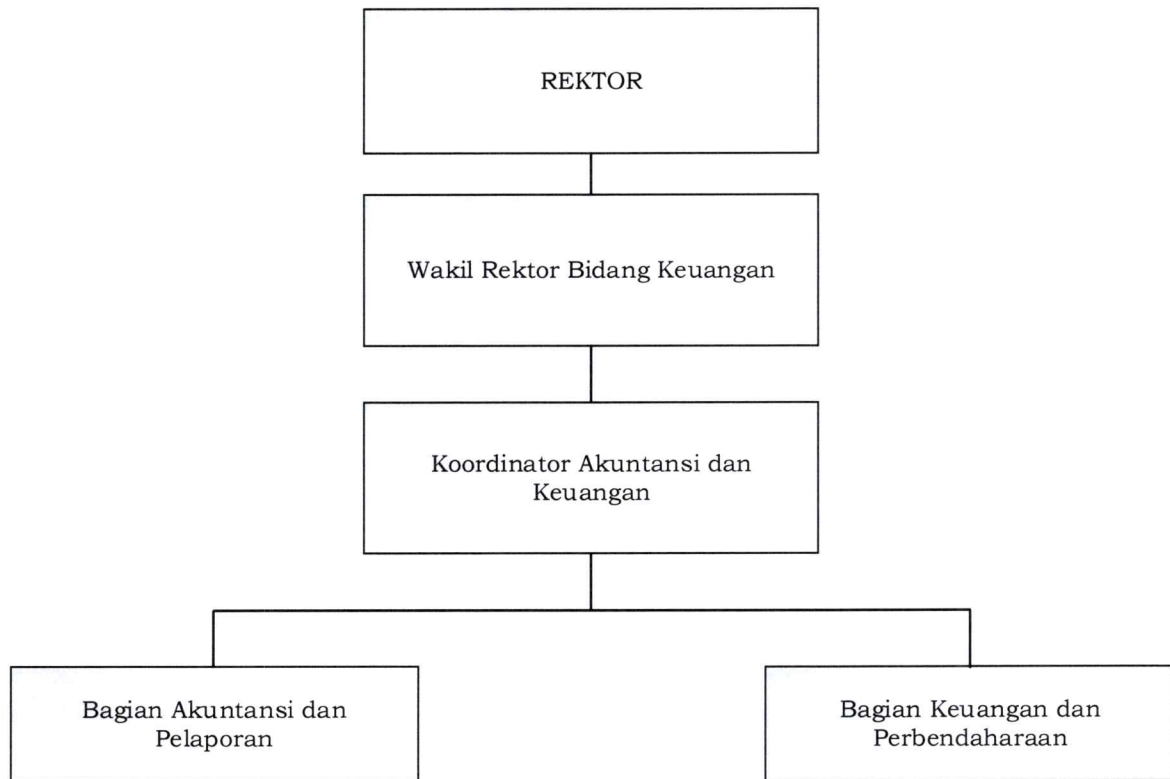 REKTOR
Wakil Rektor Bidang Keuangan
Koordinator Akuntansi dan
Keuangan
Bagian Akuntansi dan
Pelaporan
Bagian Keuangan dan
Perbendaharaan